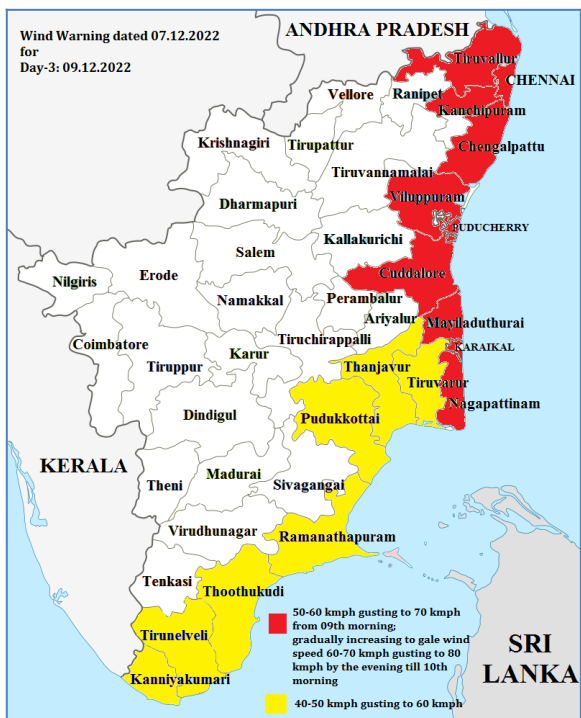 Wind Warning dated 07.12.2022
for
Day-3: 09.12.2022
ANDHRA PRADESH
Tiruvallur
CHENNAI
Vellore
Ranipet
Kanchipuram
Krishnagiri
Tirupattur
Chengalpattu
Tiruvannamalai
Viluppuram
Dharmapuri
PUDUCHERRY
Kallakurichi
Salem
Cuddalore
Nilgiris
Erode
Namakkal
Perambalur
Ariyalur
Mayiladuthurai
Coimbatore
Tiruchirappalli
KARAIKAL
Karur
Tiruppur
Thanjavur
Tiruvarur
Nagapattinam
Dindigul
Pudukkottai
KERALA
Madurai
Theni
Sivagangai
Virudhunagar
Ramanathapuram
Tenkasi
Thoothukudi
Tirunelveli
Kanniyakumari
SRI
LANKA
50-60 kmph gusting to 70 kmph
from 09th morning;
gradually increasing to gale wind
speed 60-70 kmph gusting to 80
kmph by the evening till 10th
morning
40-50 kmph gusting to 60 kmph